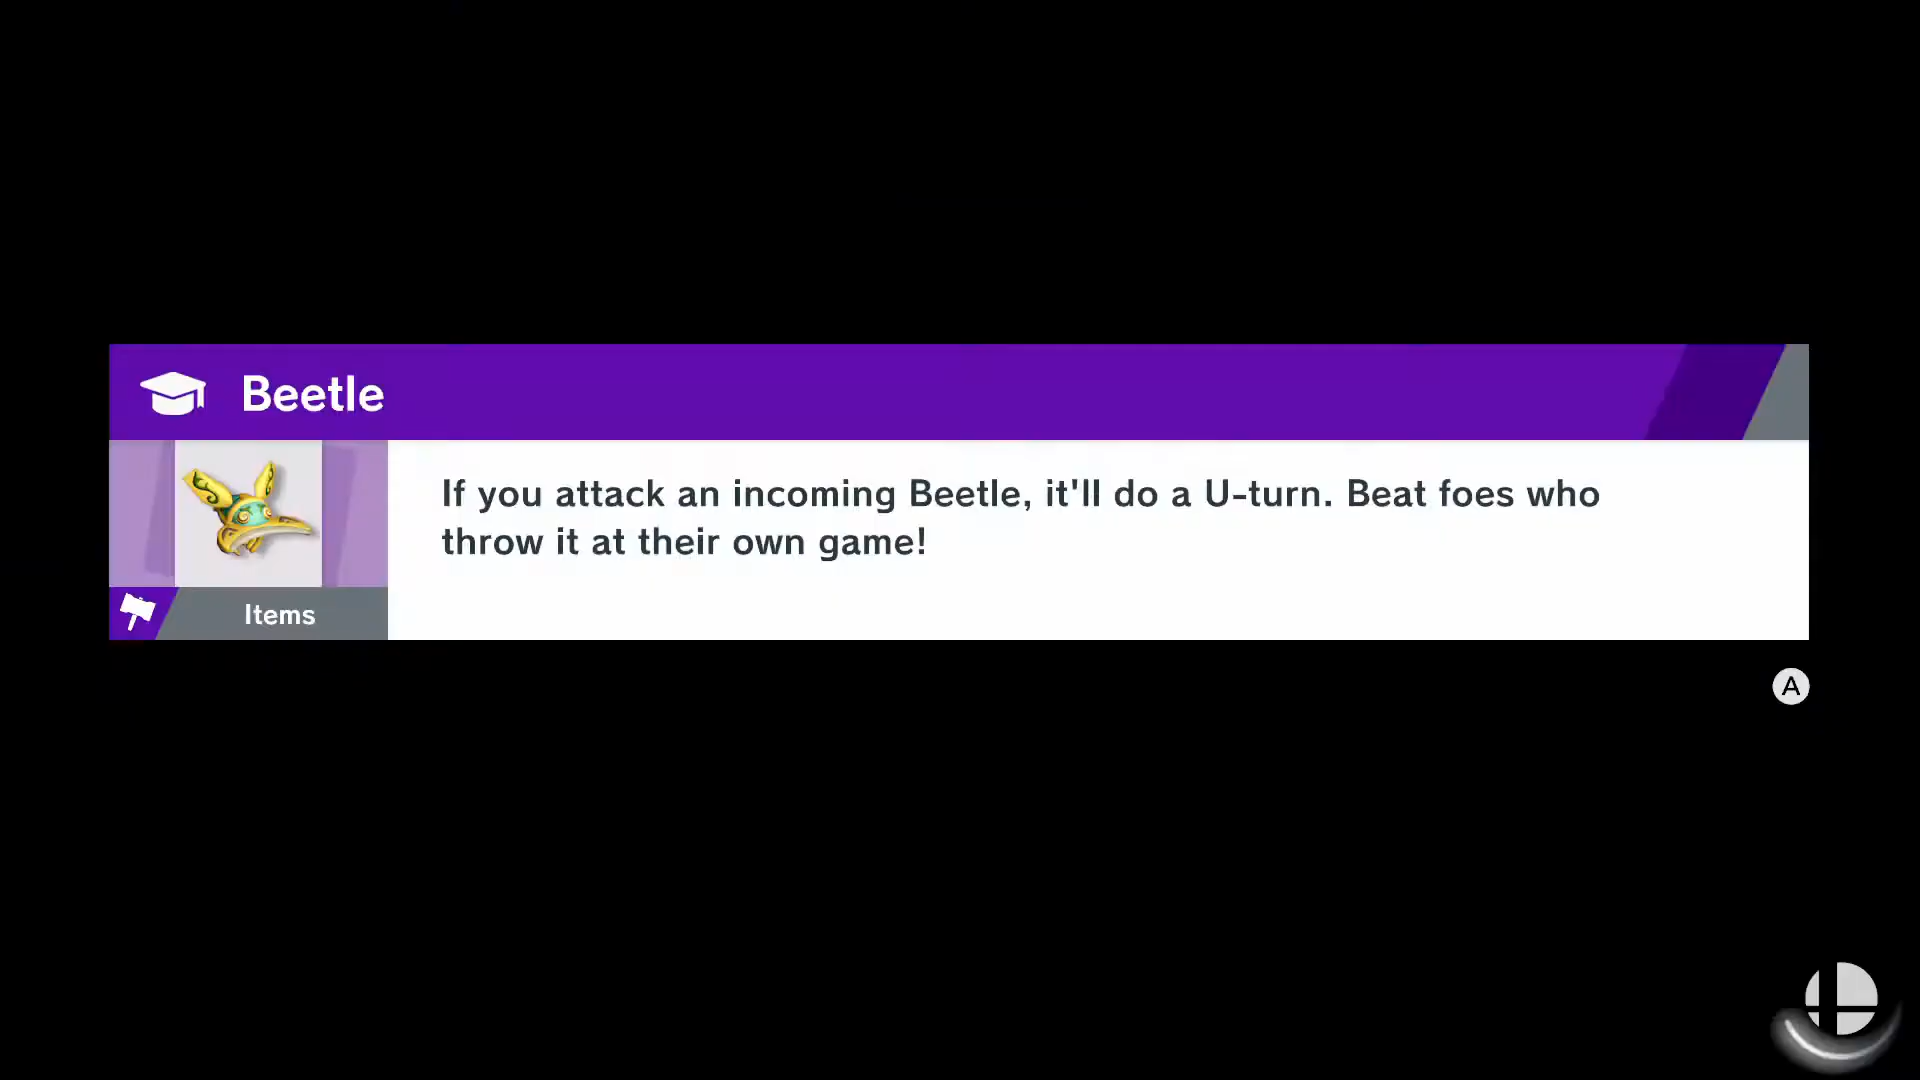 Beetle
If you attack an incoming Beetle, it'll do a U-turn. Beat foes who
throw it at their own game!
Items
A